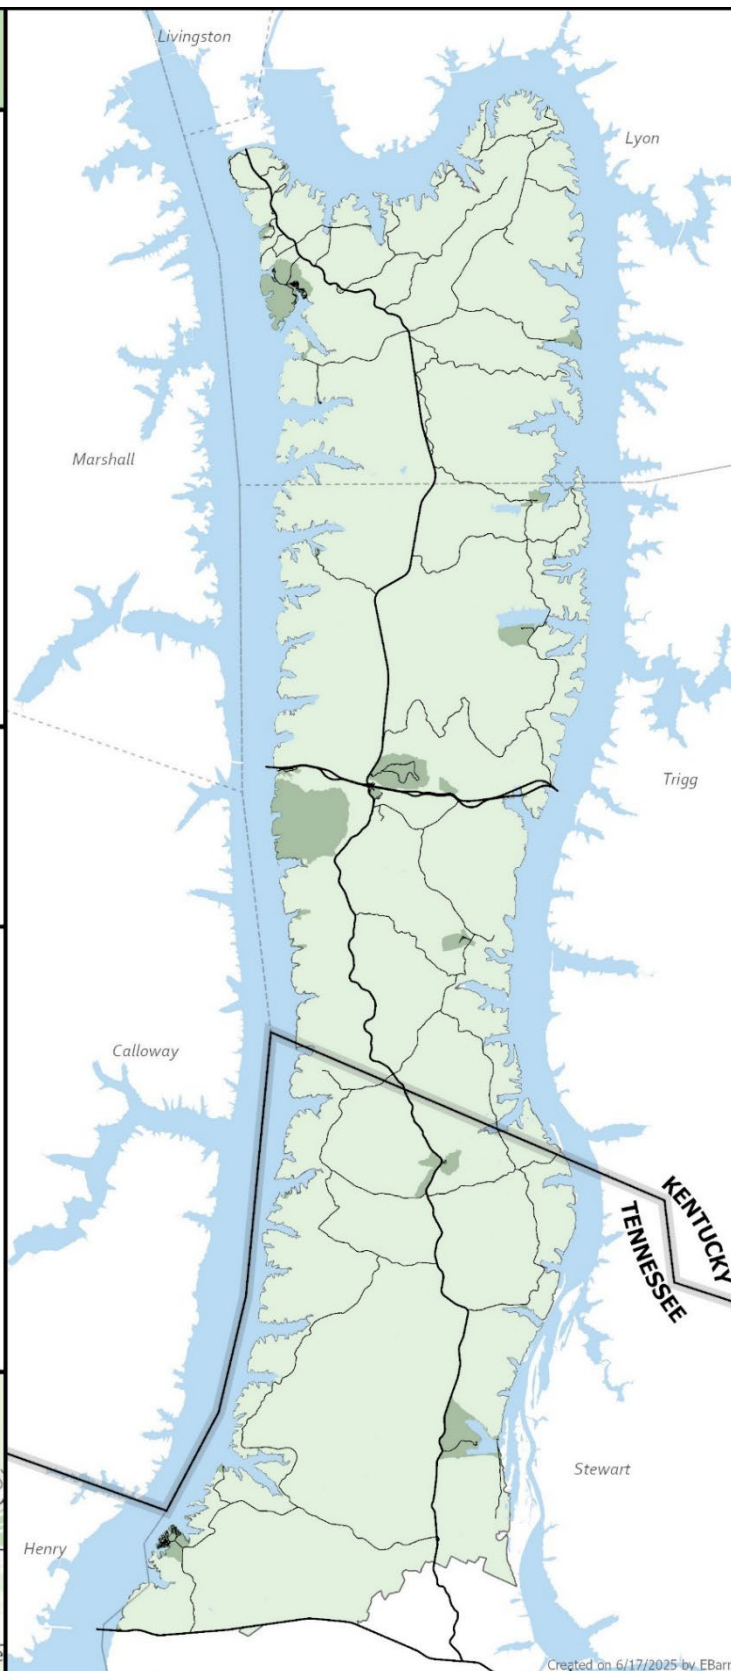 Livingston
Lyon
Marshall
Trigg
Calloway
KENTUCKY
TENNESSEE
Stewart
Henry
Created on 6/17/2025 by EBarr